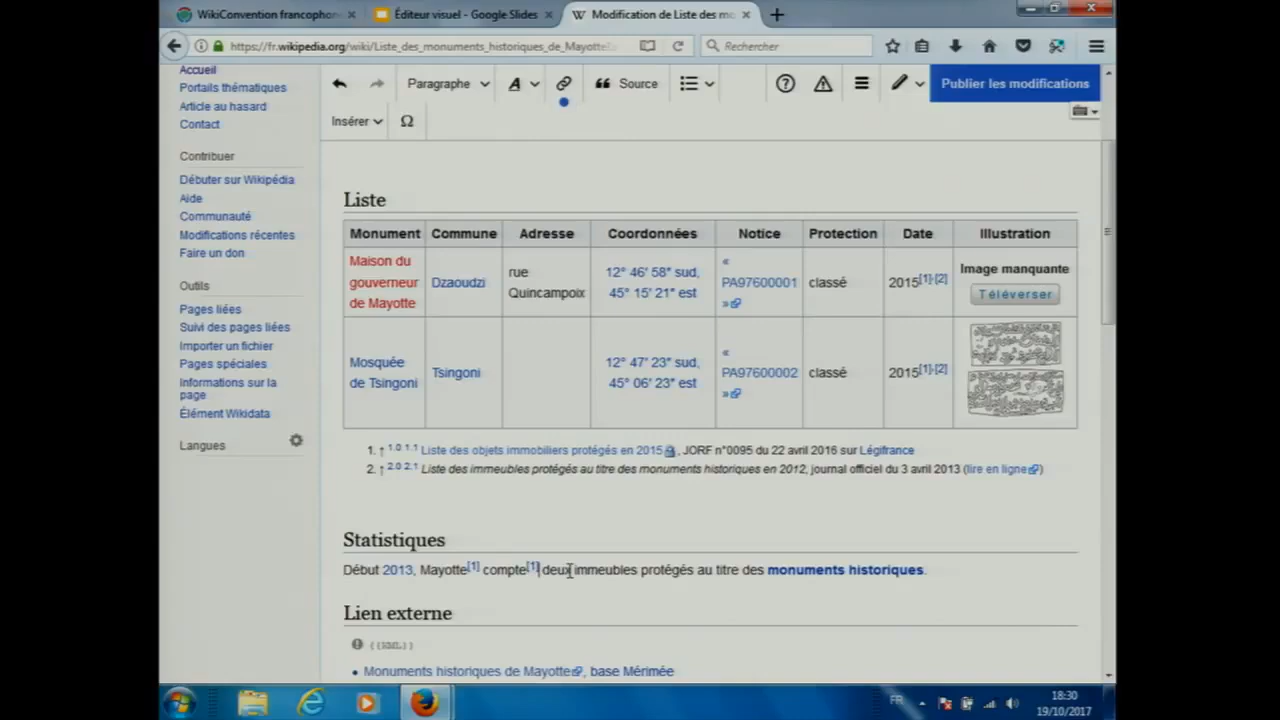 WikiConvention francophon
Éditeur visuel - Google Slides
Modification de Liste des mo
https://fr.wikipedia.org/wiki/Liste_des_monuments_historiques_de_Mayotte
Rechercher
Accueil
Portails thématiques
Article au hasard
Contact
Contribuer
Débuter sur Wikipédia
Aide
Communauté
Modifications récentes
Faire un don
Outils
Pages liées
Suivi des pages liées
Importer un fichier
Pages spéciales
Informations sur la
page
Élément Wikidata
Langues
Paragraphe
A
Source
Publier les modifications
Insérer Ω
Liste
Monument Commune Adresse Coordonnées Notice Protection Date Illustration
Maison du gouverneur de Mayotte Dzaoudzi rue Quincampoix 12° 46′ 58″ sud, 45° 15′ 21″ est « PA97600001 » classé 2015[1],[2] Image manquante
Téléverser
Mosquée de Tsingoni Tsingoni 12° 47′ 23″ sud, 45° 06′ 23″ est « PA97600002 » classé 2015[1],[2]
1. ↑ 1.0 1.1 Liste des objets immobiliers protégés en 2015, JORF n°0095 du 22 avril 2016 sur Légifrance
2. ↑ 2.0 2.1 Liste des immeubles protégés au titre des monuments historiques en 2012, journal officiel du 3 avril 2013 (lire en ligne)
Statistiques
Début 2013, Mayotte[1] compte[1] deux immeubles protégés au titre des monuments historiques.
Lien externe
• Monuments historiques de Mayotte, base Mérimée
FR
18:30
19/10/2017